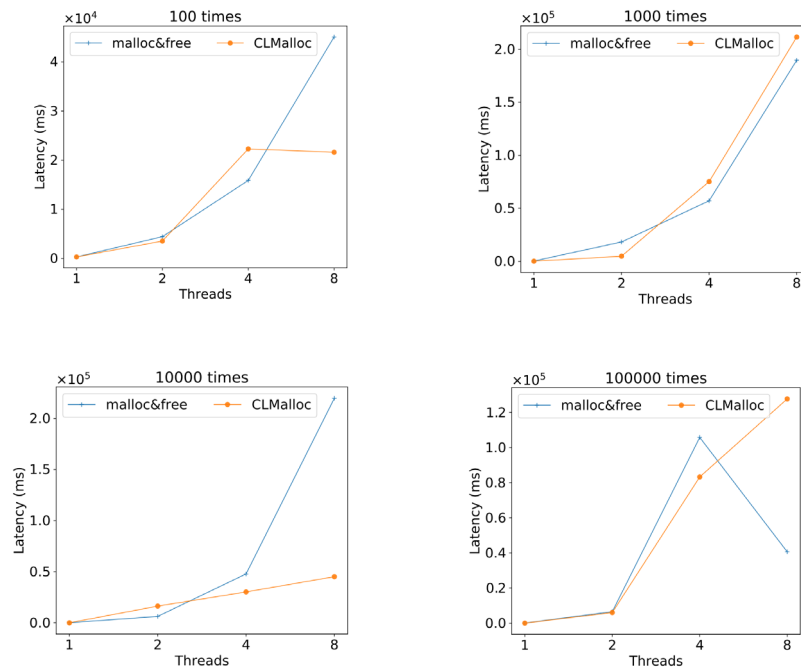 100 times
×10⁴
malloc&free
CLMalloc
4
3
2
1
0
Latency (ms)
1 2 4 8
Threads
1000 times
×10⁵
malloc&free
CLMalloc
2.0
1.5
1.0
0.5
0.0
Latency (ms)
1 2 4 8
Threads
10000 times
×10⁵
malloc&free
CLMalloc
2.0
1.5
1.0
0.5
0.0
Latency (ms)
1 2 4 8
Threads
100000 times
×10⁵
malloc&free
CLMalloc
1.2
1.0
0.8
0.6
0.4
0.2
0.0
Latency (ms)
1 2 4 8
Threads